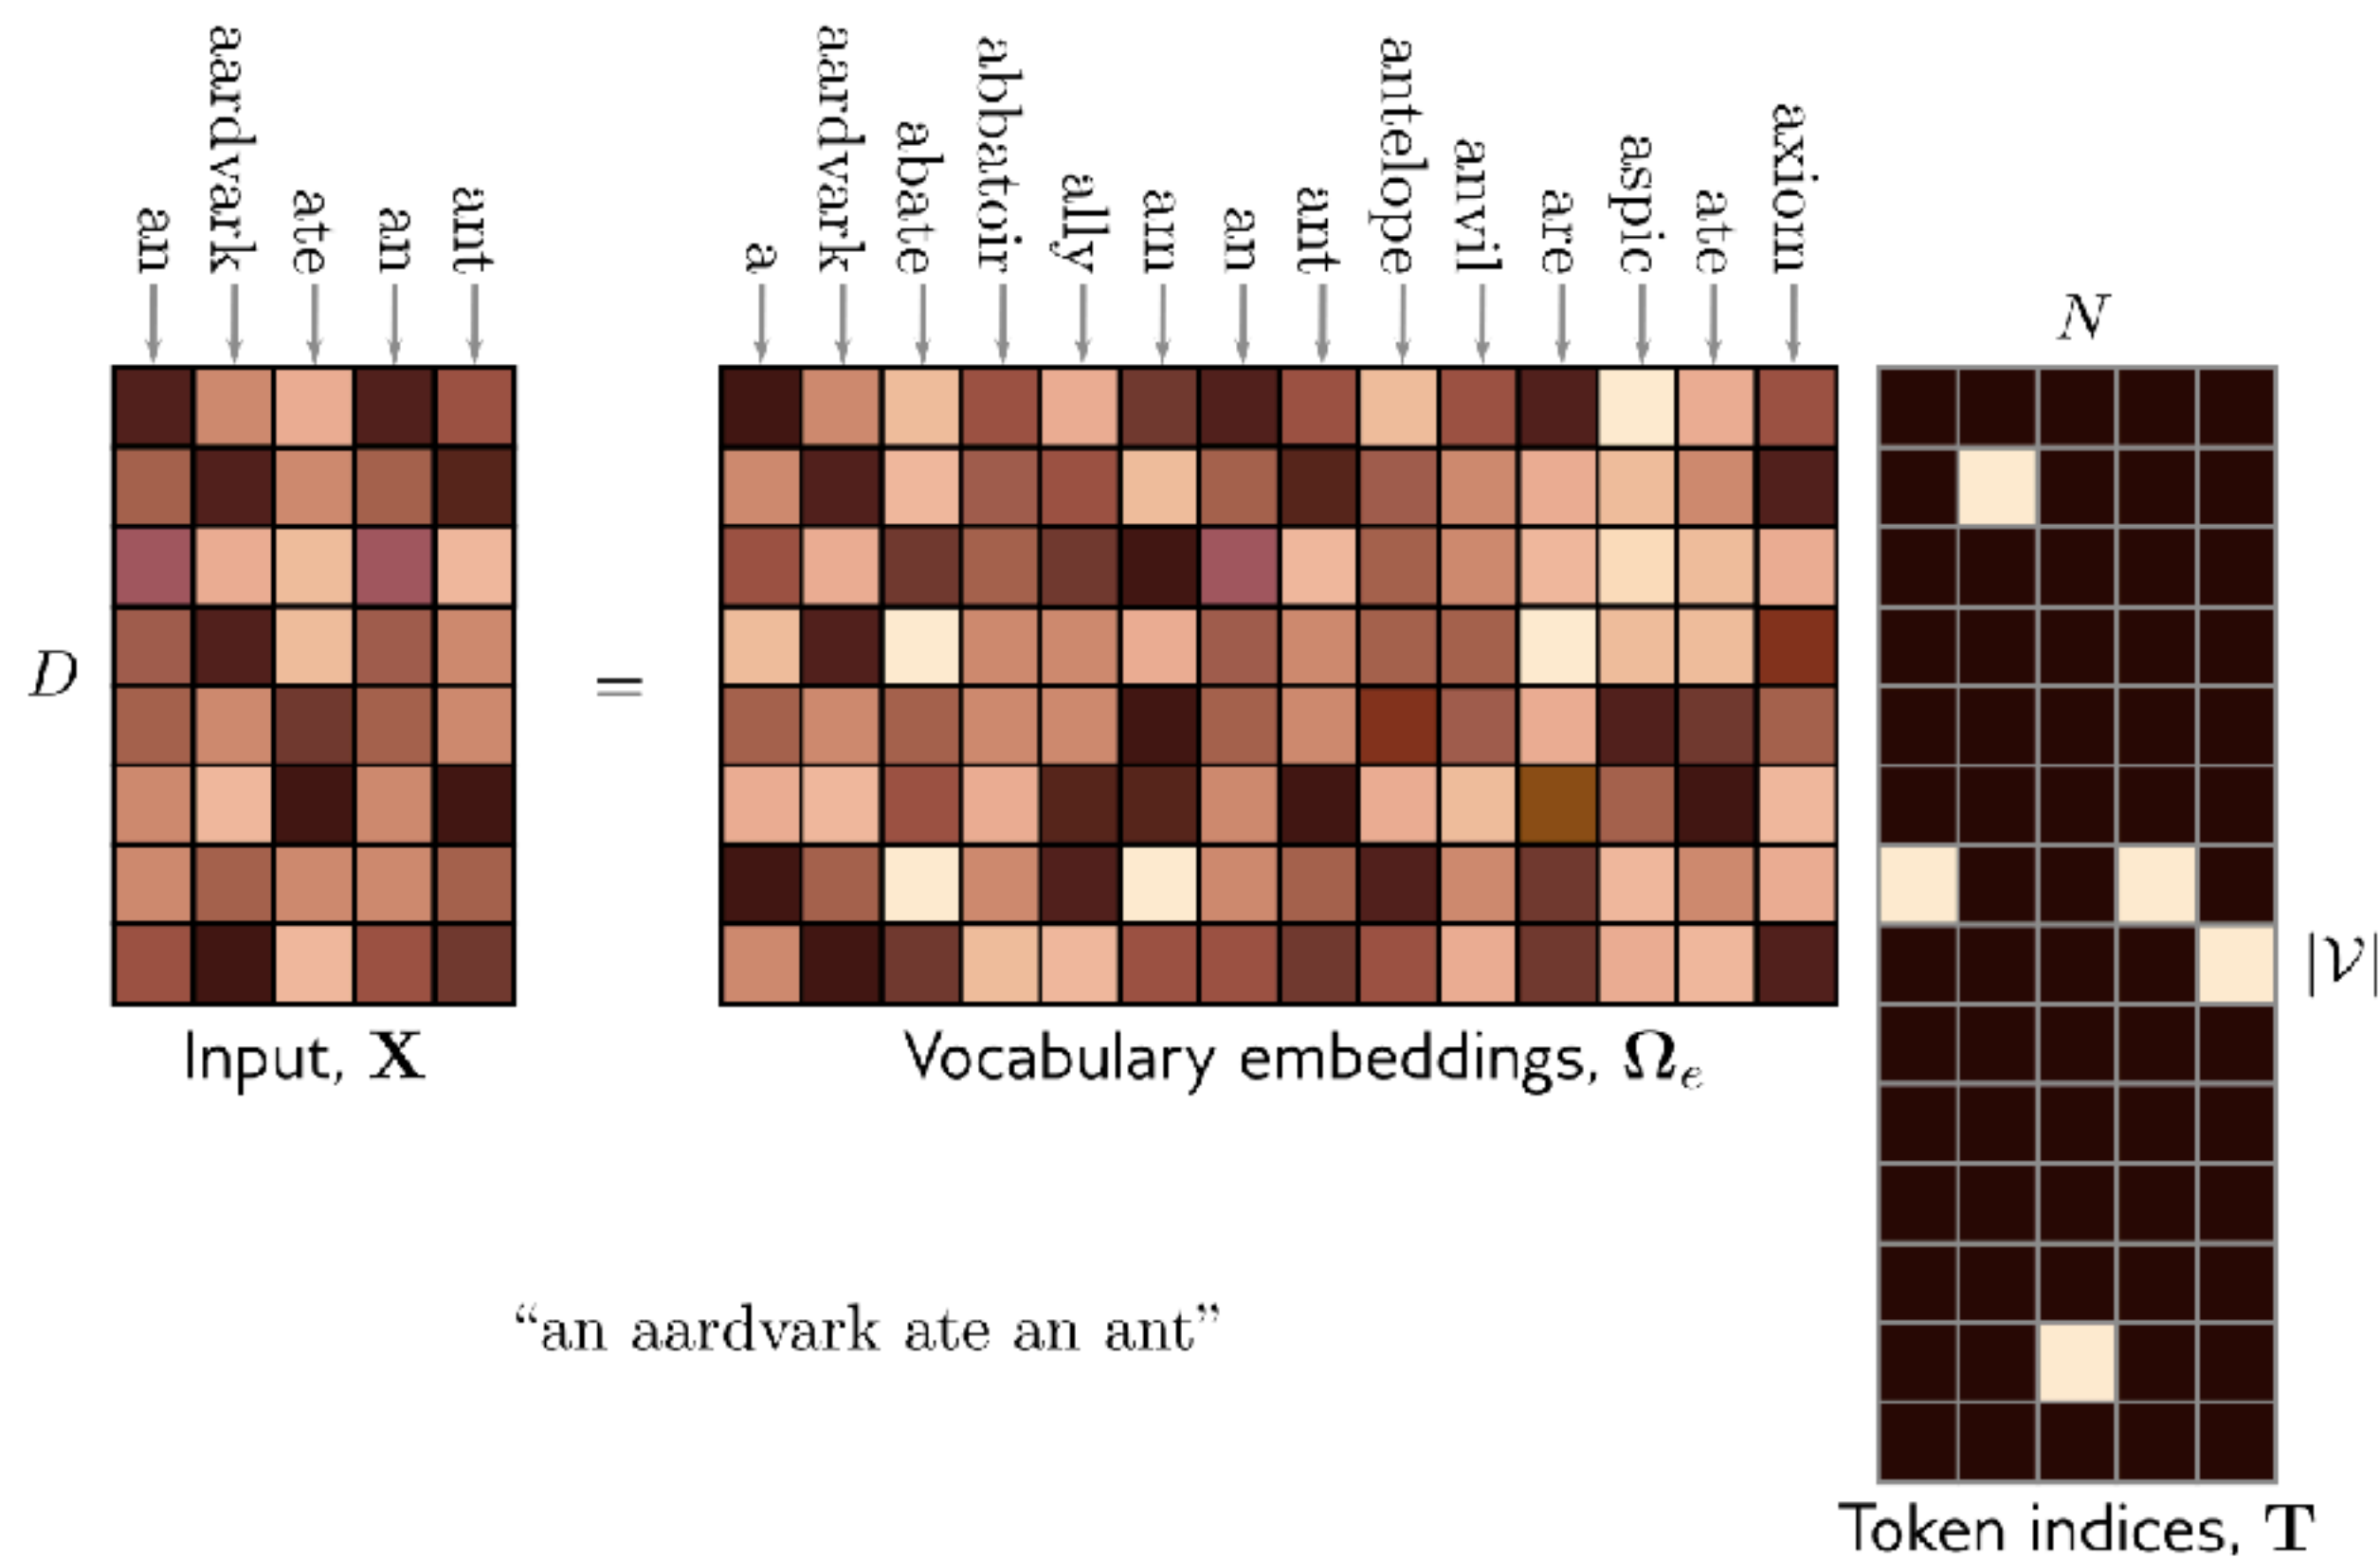 an aardvark ate an ant
a aardvark abate abbatoir ally am an ant antelope anvil are aspic ate axiom
N
D
=
|𝒱|
Input, X
Vocabulary embeddings, Ωₑ
“an aardvark ate an ant”
Token indices, T